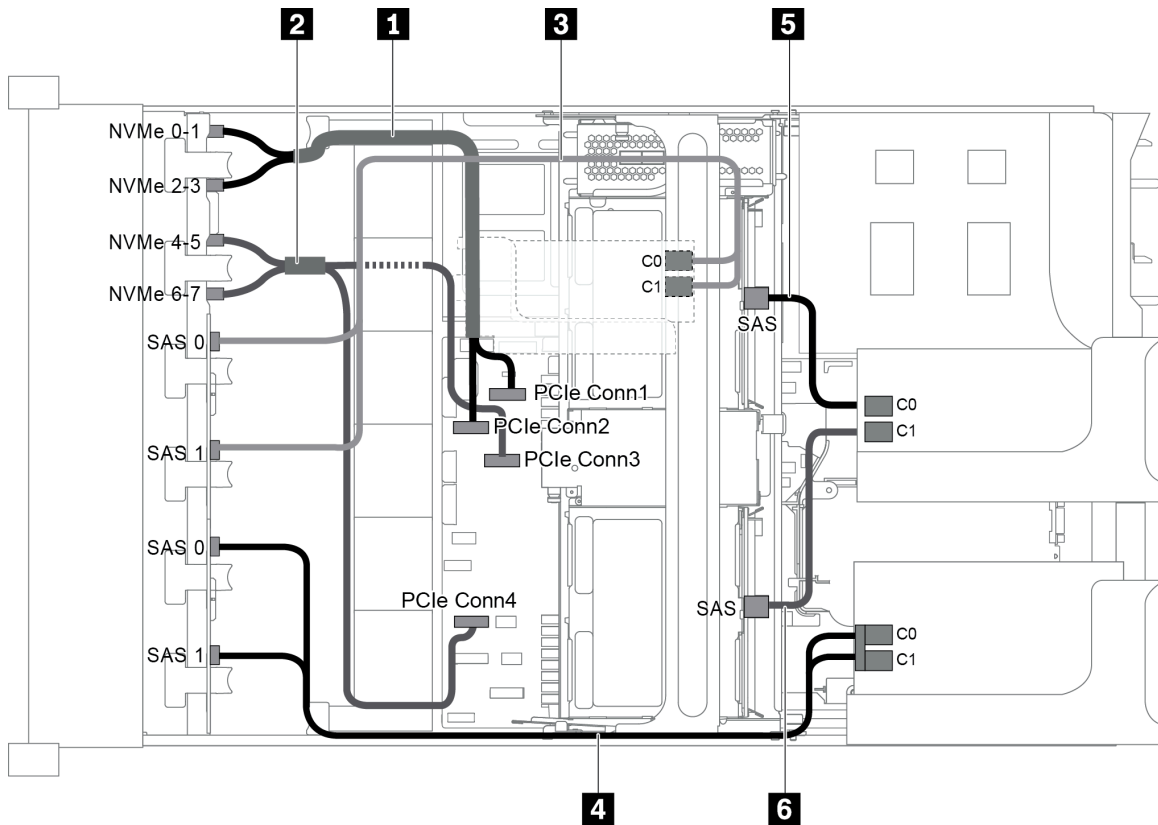 2 1 3 5
NVMe 0-1
NVMe 2-3
NVMe 4-5
NVMe 6-7
C0
C1
SAS
SAS 0
PCIe Conn1
C0
PCIe Conn2
C1
SAS 1
PCIe Conn3
SAS 0
PCIe Conn4
SAS
C0
SAS 1
C1
4 6